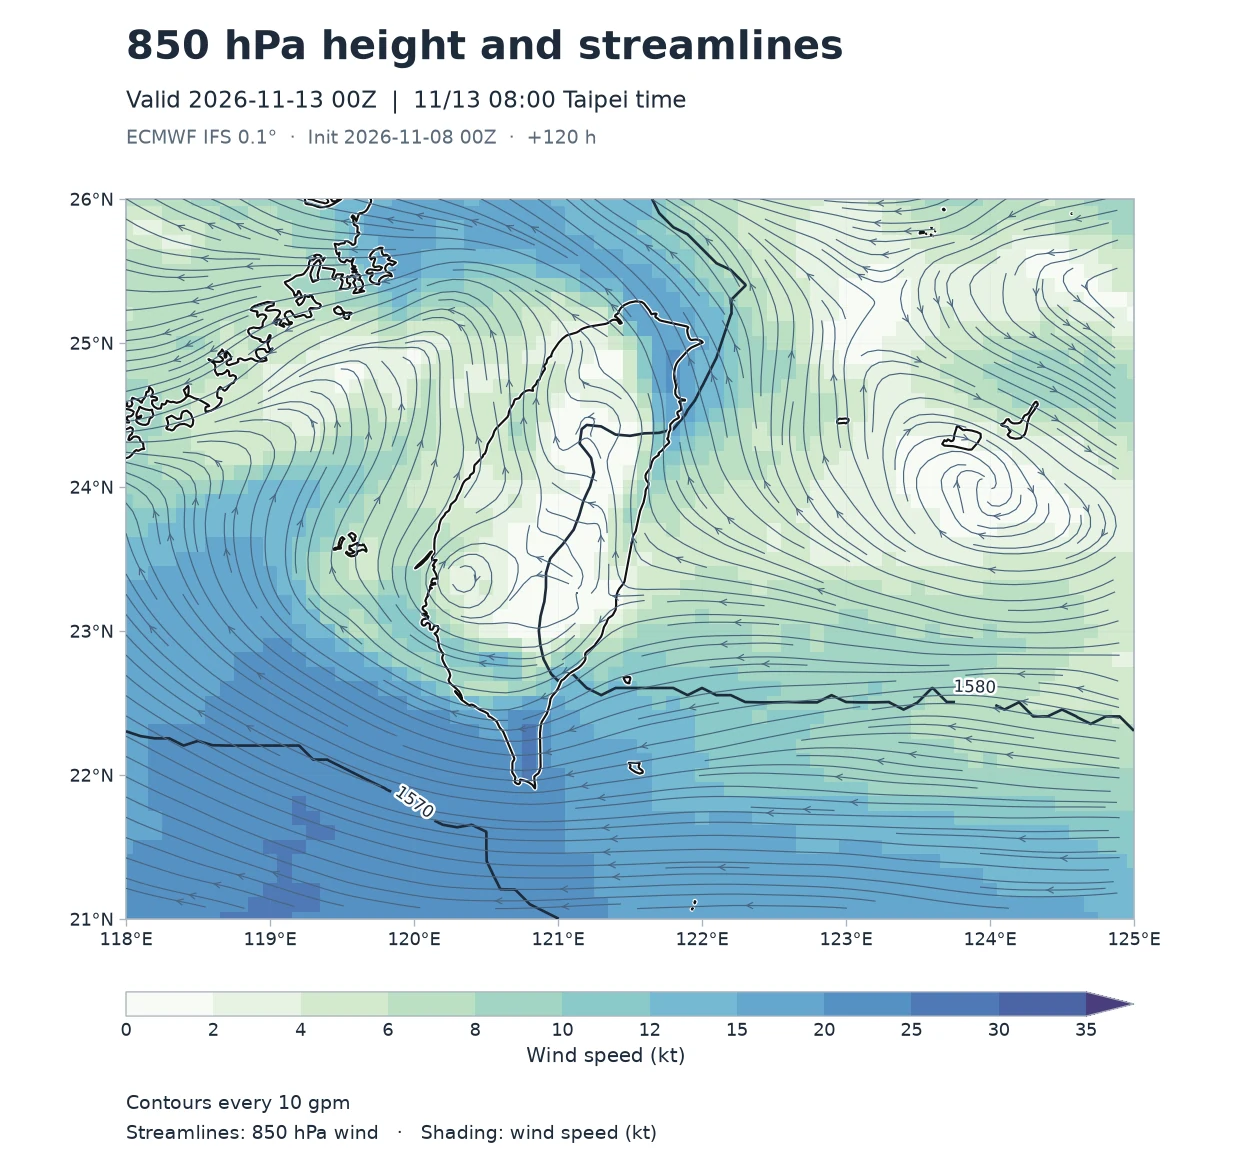 850 hPa height and streamlines
Valid 2026-11-13 00Z | 11/13 08:00 Taipei time
ECMWF IFS 0.1° · Init 2026-11-08 00Z · +120 h
26°N
25°N
24°N
23°N
1580
22°N
1570
21°N
118°E 119°E 120°E 121°E 122°E 123°E 124°E 125°E
0 2 4 6 8 10 12 15 20 25 30 35
Wind speed (kt)
Contours every 10 gpm
Streamlines: 850 hPa wind · Shading: wind speed (kt)